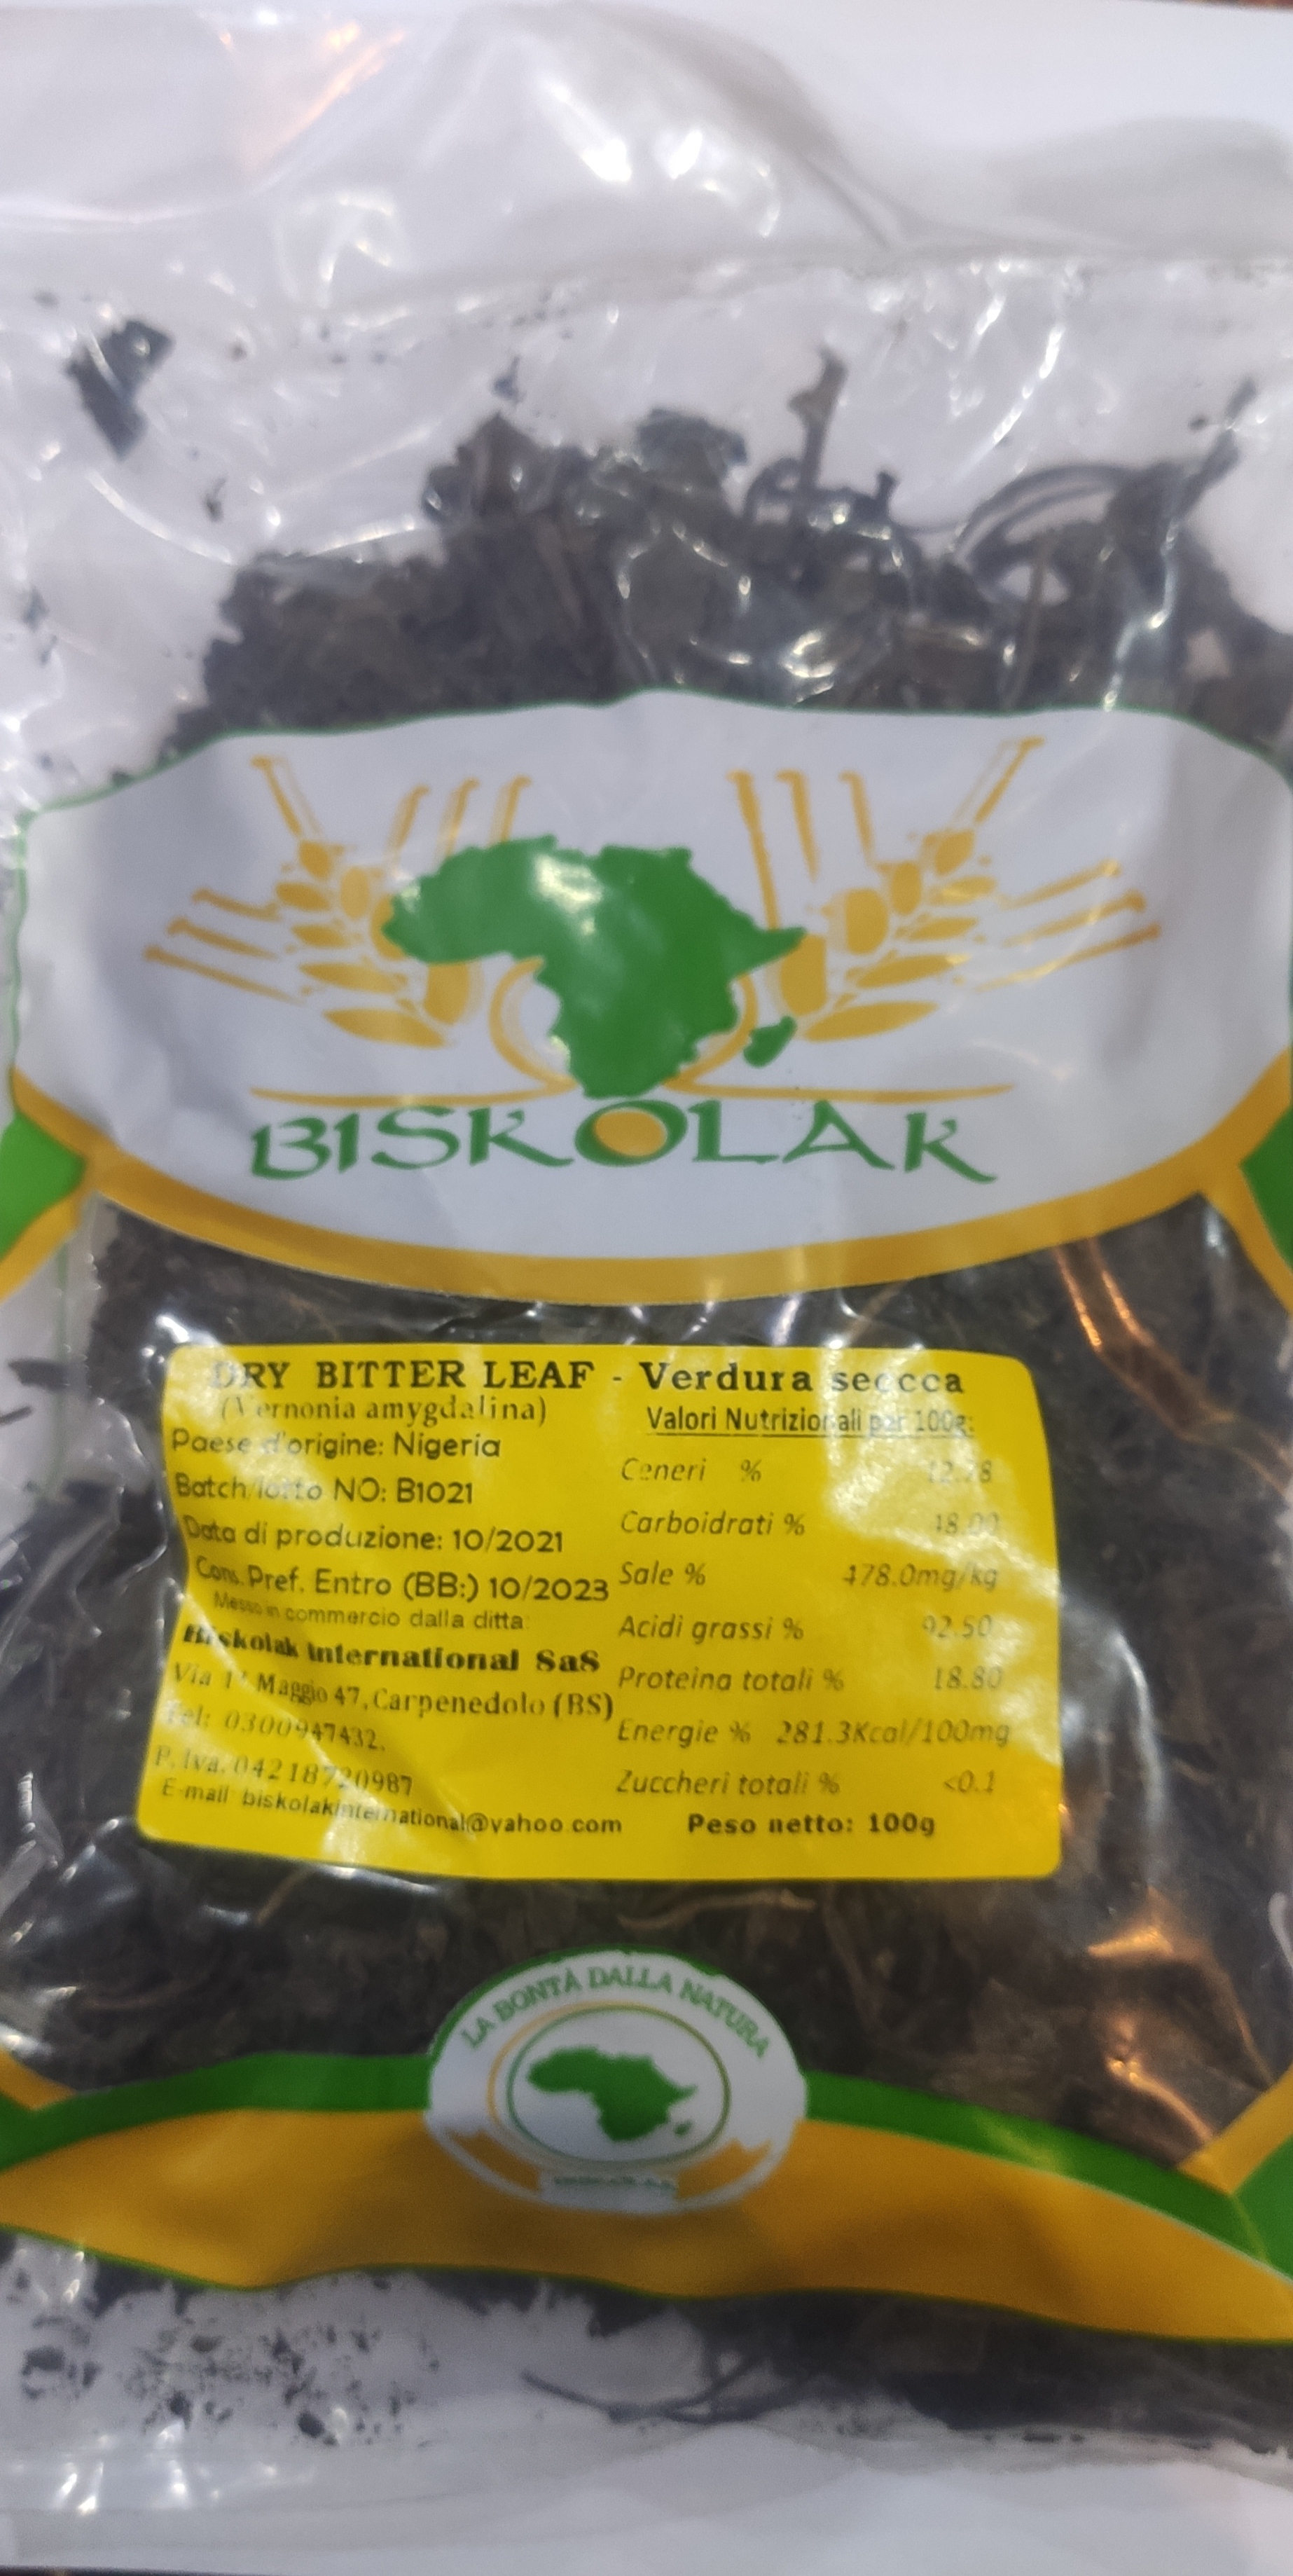 BISKOLAK
DRY BITTER LEAF - Verdura secca
(Vernonia amygdalina)
Paese d'origine: Nigeria
Batch/lotto NO: B1021
Data di produzione: 10/2021
Cons. Pref. Entro (BB:) 10/2023
Messo in commercio dalla ditta:
Biskolak International SaS
Via 1° Maggio 47, Carpenedolo (BS)
Tel: 0300947432.
P. Iva. 04218720987
E-mail biskolakinternational@yahoo.com
Valori Nutrizionali per 100g:
Ceneri % 12.78
Carboidrati % 18.00
Sale % 478.0mg/kg
Acidi grassi % 92.50
Proteina totali % 18.80
Energie % 281.3Kcal/100mg
Zuccheri totali % <0.1
Peso netto: 100g
LA BONTÀ DALLA NATURA